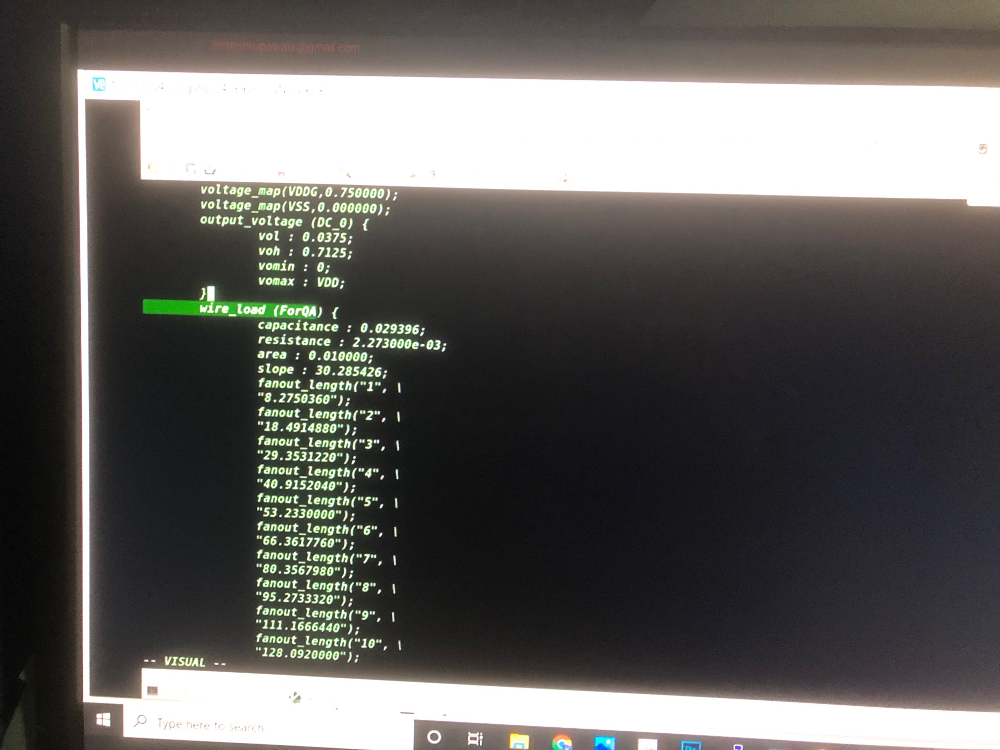 voltage_map(VDDG,0.750000);
voltage_map(VSS,0.000000);
output_voltage (DC_0) {
vol : 0.0375;
voh : 0.7125;
vomin : 0;
vomax : VDD;
}
wire_load (ForQA) {
capacitance : 0.029396;
resistance : 2.273000e-03;
area : 0.010000;
slope : 30.285426;
fanout_length("1", \
"8.2750360");
fanout_length("2", \
"18.4914880");
fanout_length("3", \
"29.3531220");
fanout_length("4", \
"40.9152040");
fanout_length("5", \
"53.2330000");
fanout_length("6", \
"66.3617760");
fanout_length("7", \
"80.3567980");
fanout_length("8", \
"95.2733320");
fanout_length("9", \
"111.1666440");
fanout_length("10", \
"128.0920000");
-- VISUAL --
Type here to search